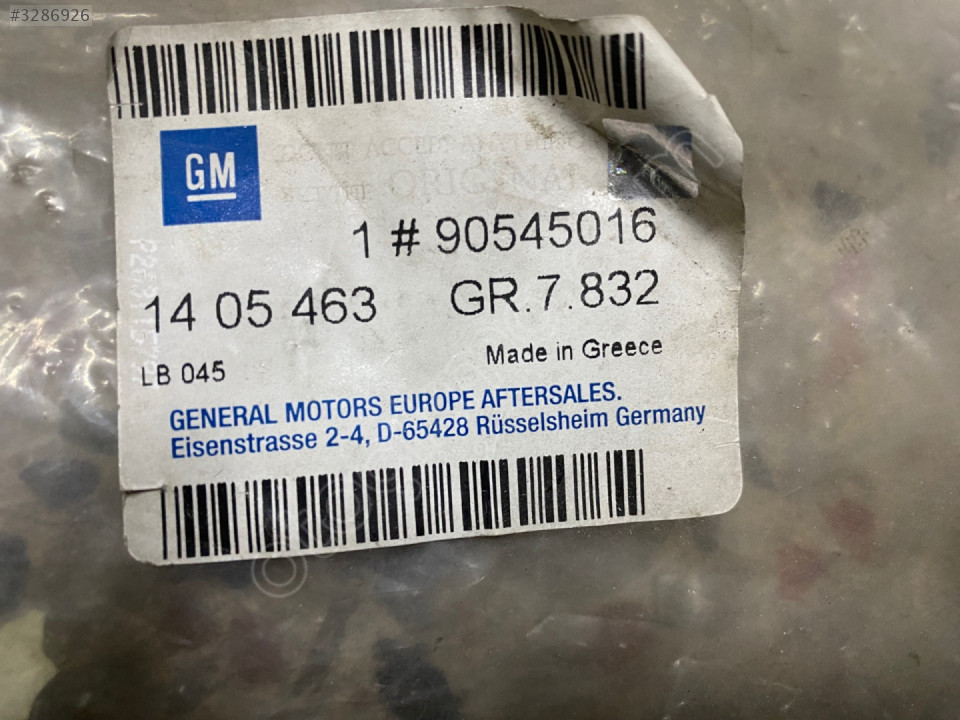 #3286926
GM
ORIGINAL
1 # 90545016
14 05 463 GR.7.832
LB 045 Made in Greece
GENERAL MOTORS EUROPE AFTERSALES.
Eisenstrasse 2-4, D-65428 Rüsselsheim Germany